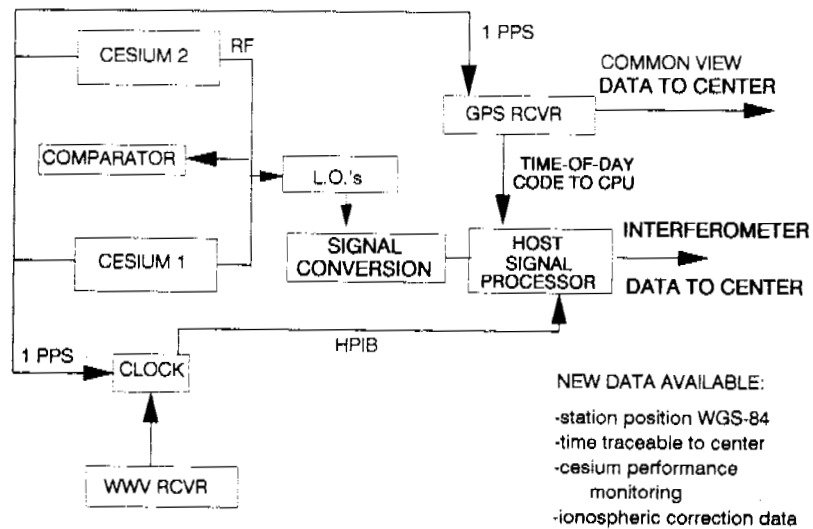 1 PPS
CESIUM 2
RF
COMMON VIEW
DATA TO CENTER
GPS RCVR
COMPARATOR
L.O.'s
TIME-OF-DAY
CODE TO CPU
CESIUM 1
SIGNAL
CONVERSION
HOST
SIGNAL
PROCESSOR
INTERFEROMETER
DATA TO CENTER
1 PPS
CLOCK
HPIB
WWV RCVR
NEW DATA AVAILABLE:
-station position WGS-84
-time traceable to center
-cesium performance
monitoring
-ionospheric correction data